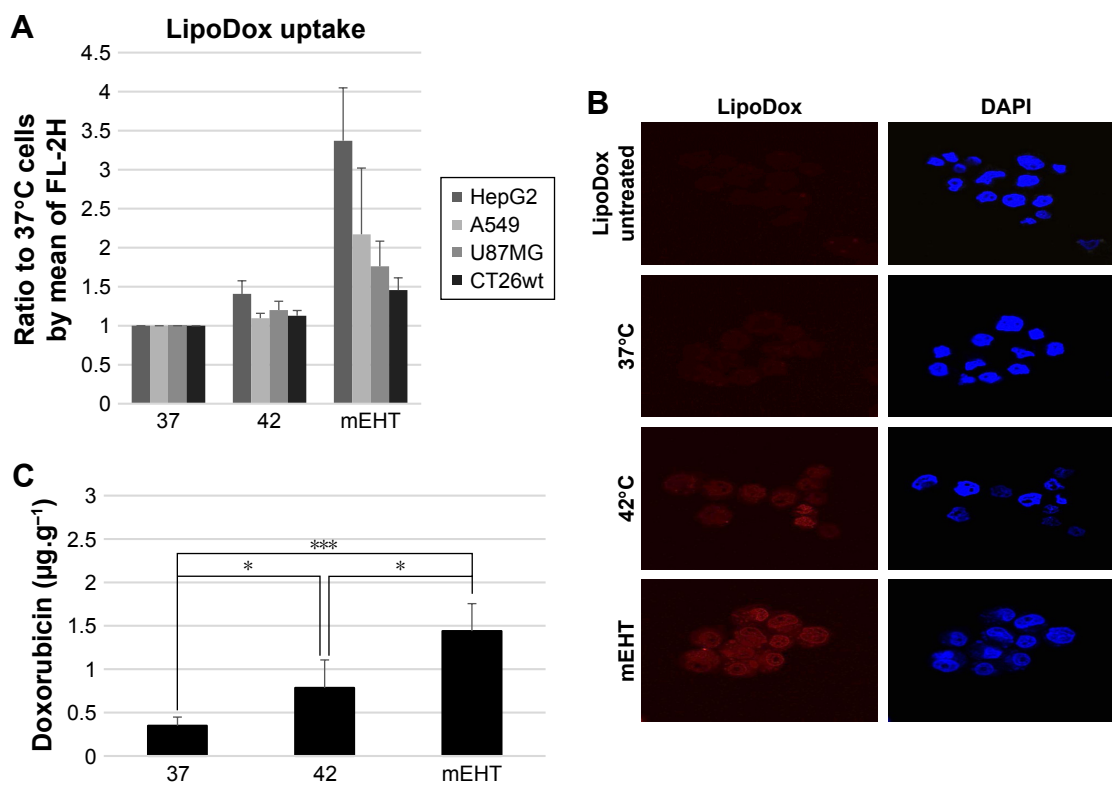 A
LipoDox uptake
Ratio to 37°C cells
by mean of FL-2H
4.5
4
3.5
3
2.5
2
1.5
1
0.5
0
37 42 mEHT
HepG2
A549
U87MG
CT26wt
B
LipoDox DAPI
LipoDox
untreated
37°C
42°C
mEHT
C
Doxorubicin (µg.g⁻¹)
3
2.5
2
1.5
1
0.5
0
***
* *
37 42 mEHT